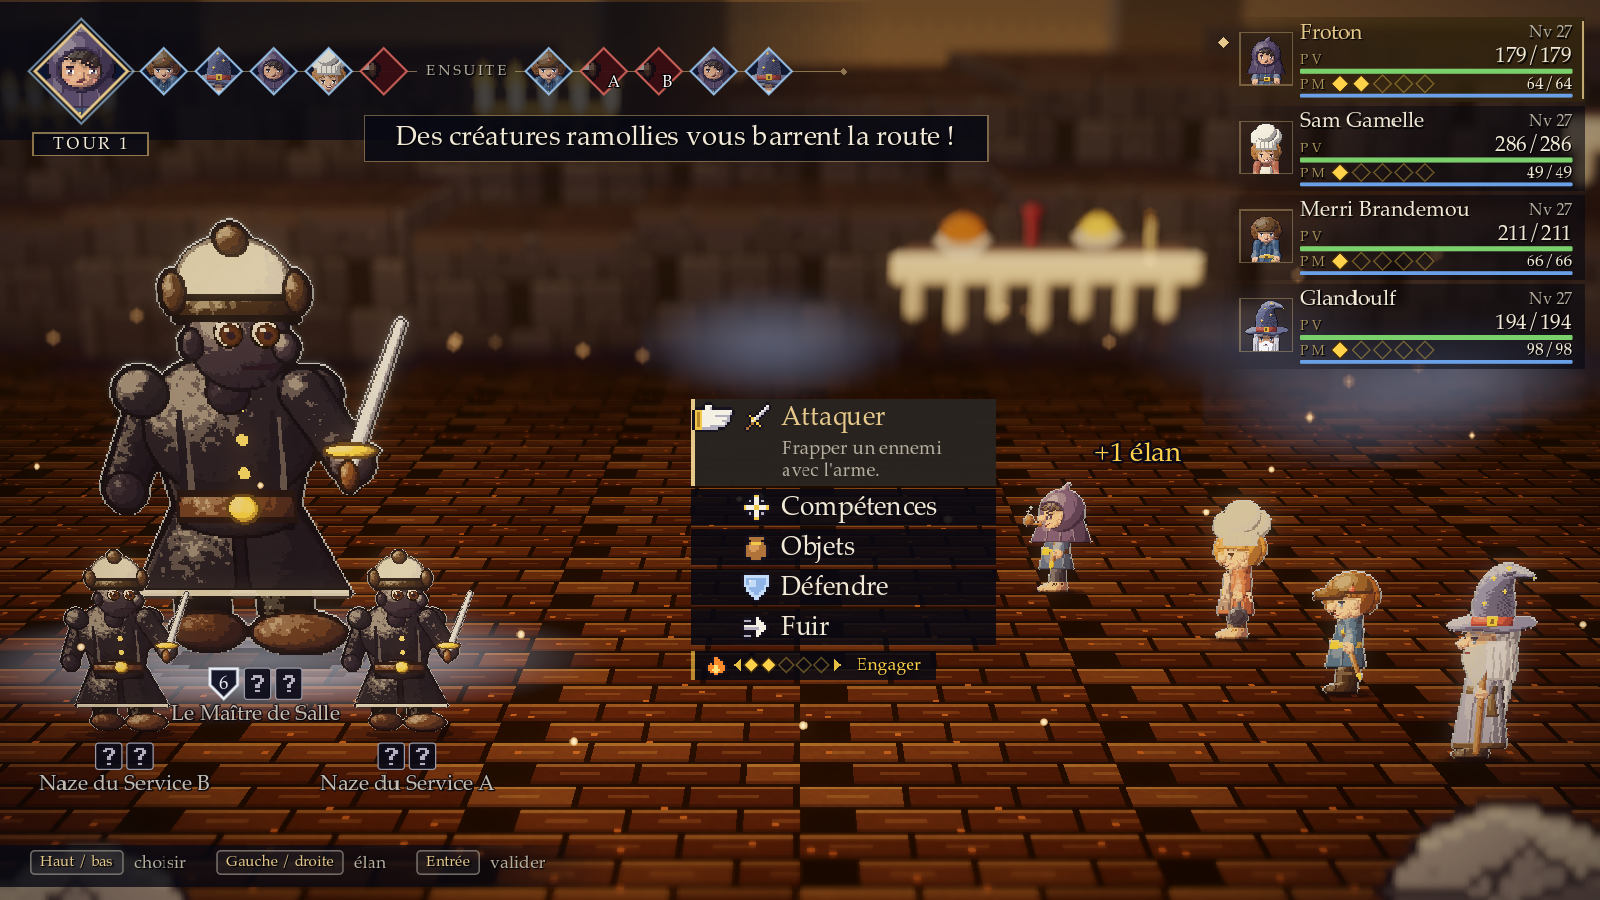 ENSUITE
A
B
TOUR 1
Des créatures ramollies vous barrent la route !
Froton
Nv 27
PV
179/179
PM
64/64
Sam Gamelle
Nv 27
PV
286/286
PM
49/49
Merri Brandemou
Nv 27
PV
211/211
PM
66/66
Glandoulf
Nv 27
PV
194/194
PM
98/98
Attaquer
Frapper un ennemi
avec l'arme.
Compétences
Objets
Défendre
Fuir
Engager
+1 élan
6 ? ?
Le Maître de Salle
? ?
Naze du Service B
? ?
Naze du Service A
Haut / bas choisir Gauche / droite élan Entrée valider